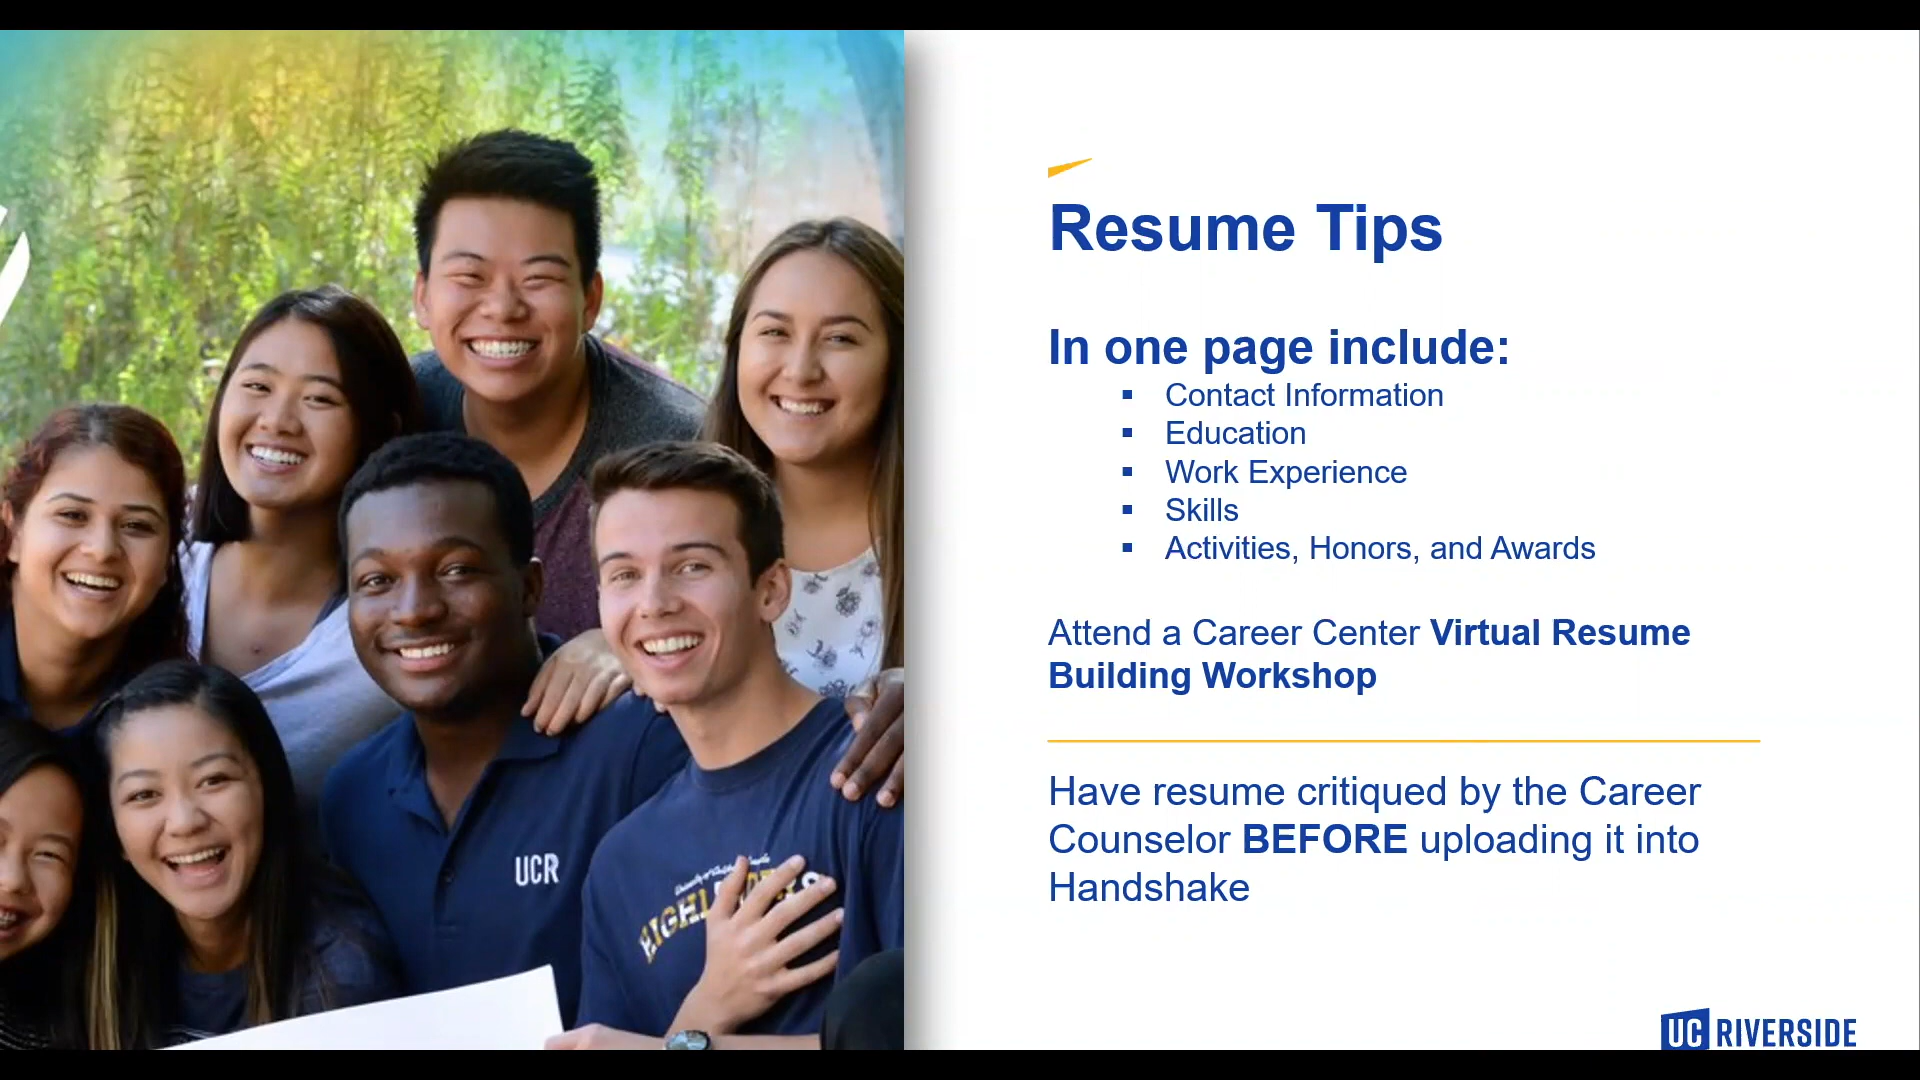 Resume Tips
In one page include:
▪ Contact Information
▪ Education
▪ Work Experience
▪ Skills
▪ Activities, Honors, and Awards
Attend a Career Center Virtual Resume
Building Workshop
Have resume critiqued by the Career
Counselor BEFORE uploading it into
Handshake
UCR
UC RIVERSIDE